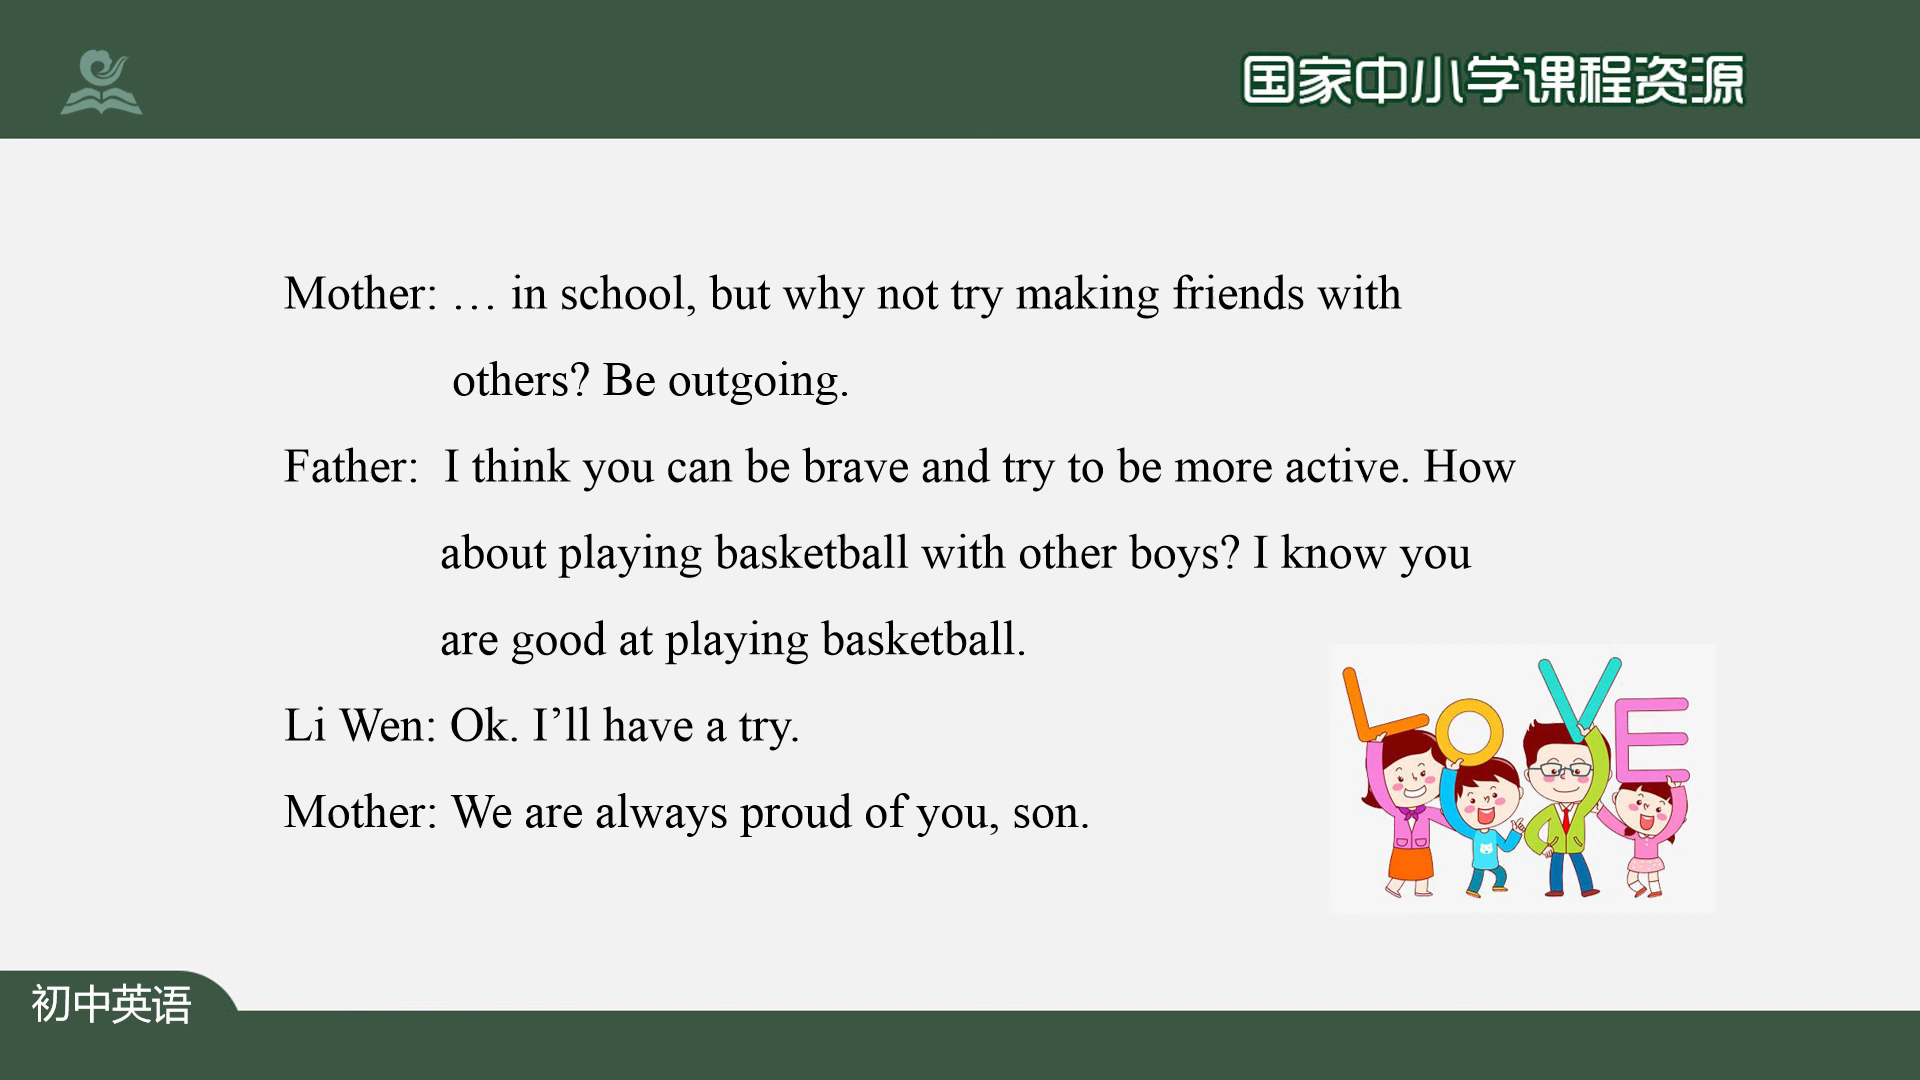 国家中小学课程资源
Mother: … in school, but why not try making friends with
others? Be outgoing.
Father: I think you can be brave and try to be more active. How
about playing basketball with other boys? I know you
are good at playing basketball.
Li Wen: Ok. I’ll have a try.
Mother: We are always proud of you, son.
LOVE
初中英语